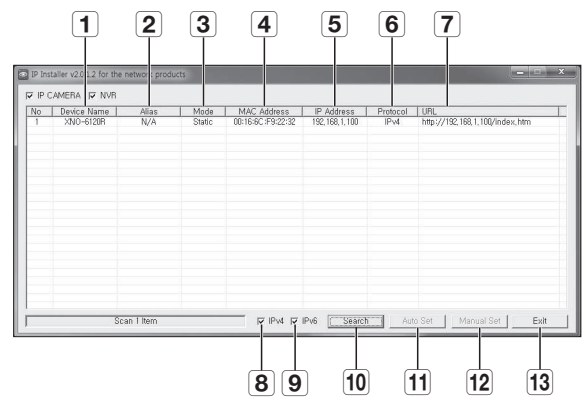 1 2 3 4 5 6 7
IP Installer v2.0.1.2 for the network products
IP CAMERA NVR
No Device Name Alias Mode MAC Address IP Address Protocol URL
1 XNO-6120R N/A Static 00:16:6C:F9:22:32 192,168,1,100 IPv4 http://192,168,1,100/index,htm
Scan 1 Item IPv4 IPv6 Search Auto Set Manual Set Exit
8 9 10 11 12 13